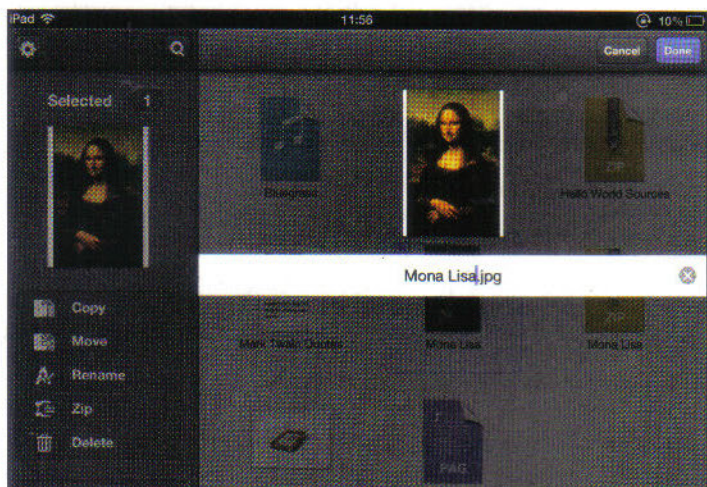 iPad 11:56 10%
Cancel Done
Selected 1
Bluegrass
ZIP
Hello World Sources
Mona Lisa.jpg
Mark Twain Quotes
Mona Lisa
ZIP
Mona Lisa
Copy
Move
Rename
Zip
Delete
PAG